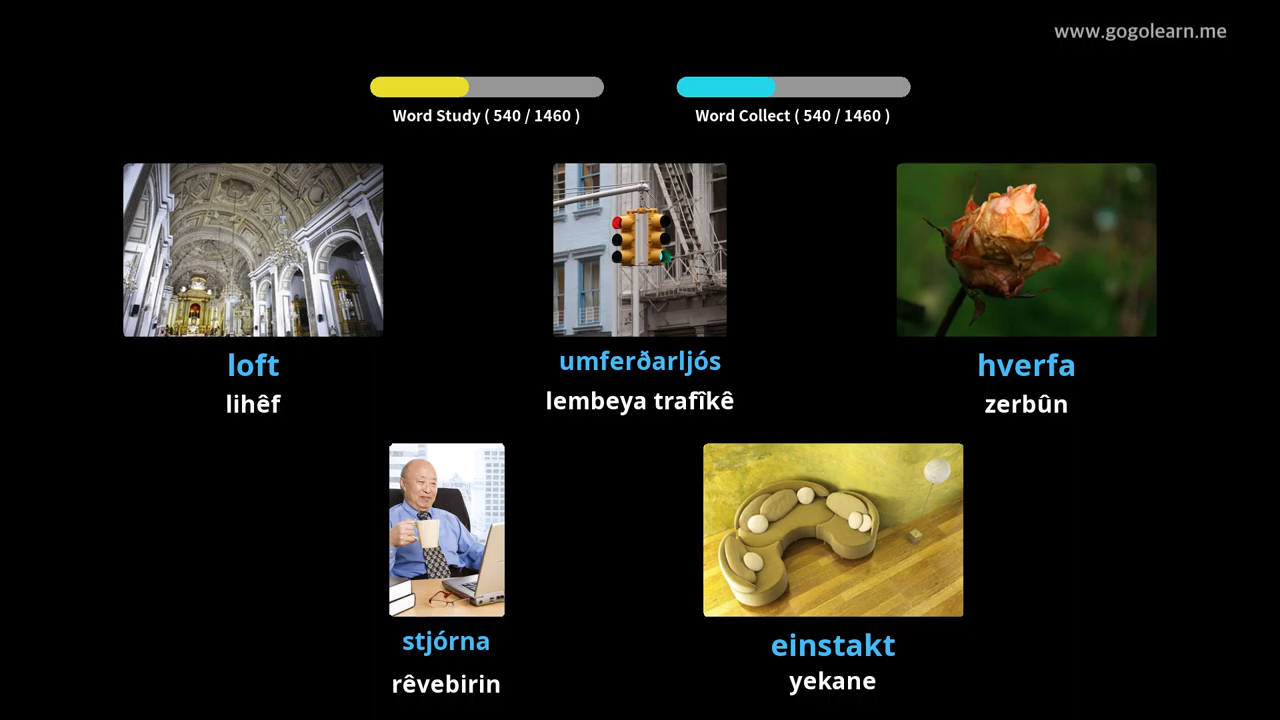 www.gogolearn.me
Word Study ( 540 / 1460 )
Word Collect ( 540 / 1460 )
loft
lihêf
umferðarljós
lembeya trafîkê
hverfa
zerbûn
stjórna
rêvebirin
einstakt
yekane